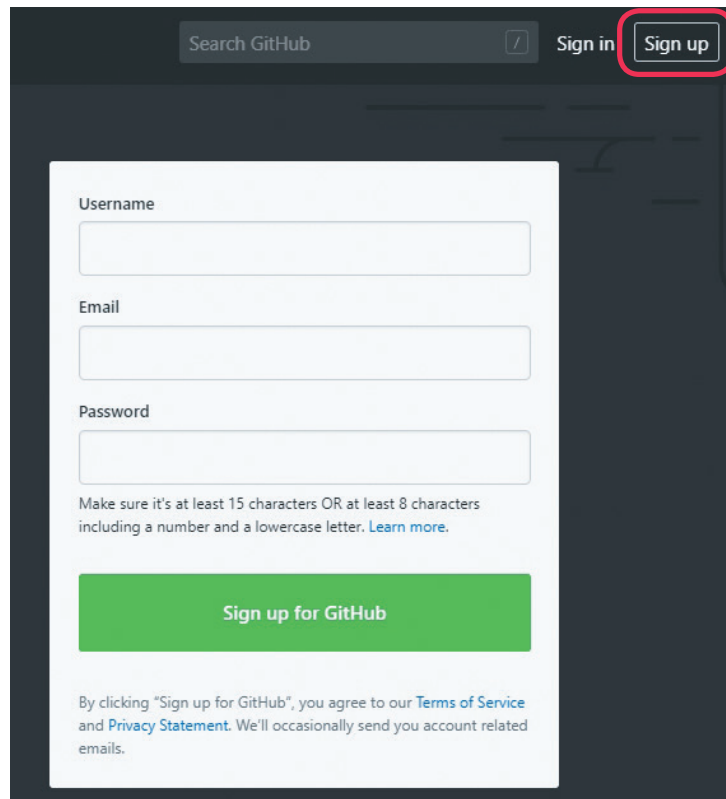 Search GitHub / Sign in Sign up
Username
Email
Password
Make sure it's at least 15 characters OR at least 8 characters
including a number and a lowercase letter. Learn more.
Sign up for GitHub
By clicking “Sign up for GitHub”, you agree to our Terms of Service
and Privacy Statement. We'll occasionally send you account related
emails.